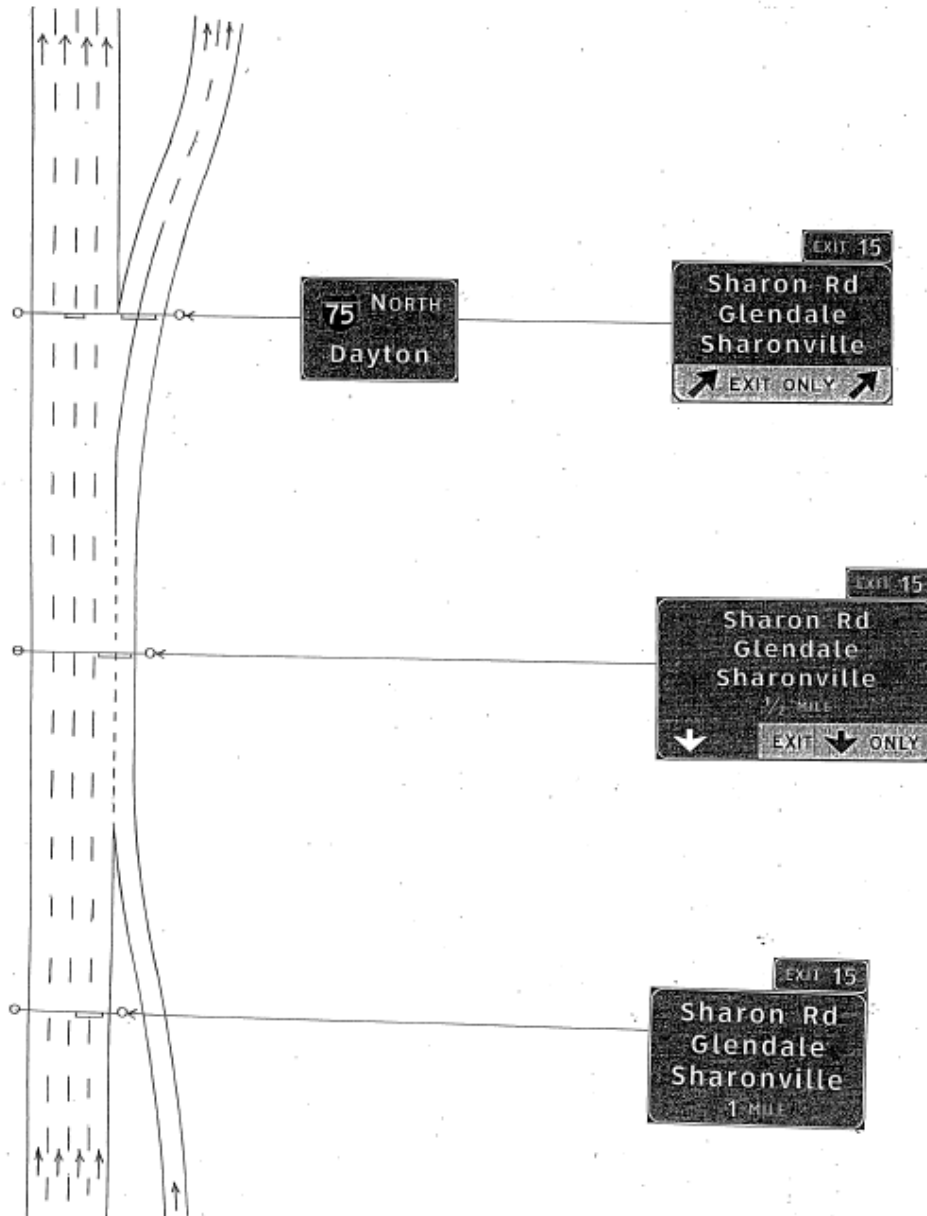 EXIT 15
75 NORTH
Dayton
Sharon Rd
Glendale
Sharonville
EXIT ONLY
EXIT 15
Sharon Rd
Glendale
Sharonville
1/2 MILE
EXIT ONLY
EXIT 15
Sharon Rd
Glendale
Sharonville
1 MILE